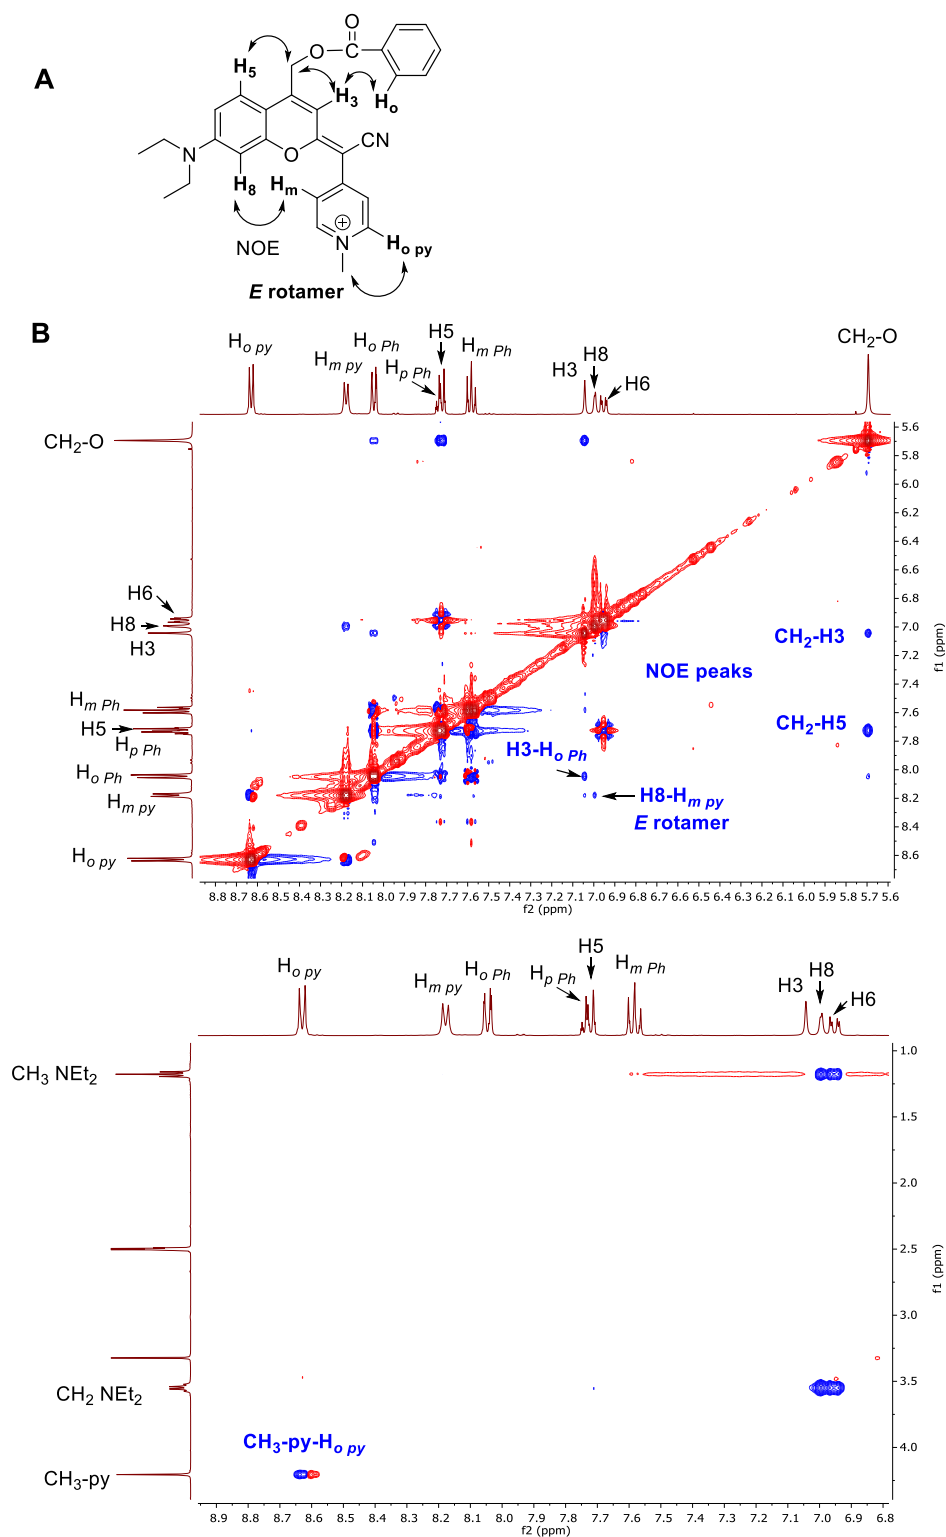 A
O
O
C
H5
H3
Ho
CN
O
N
H8
Hm
NOE
N
+
Ho py
E rotamer
B
Ho py
Hm py
Ho Ph
Hp Ph
H5
Hm Ph
H3
H8
H6
CH2-O
CH2-O
H6
H8
H3
Hm Ph
H5
Hp Ph
Ho Ph
Hm py
Ho py
CH2-H3
NOE peaks
CH2-H5
H3-Ho Ph
H8-Hm py
E rotamer
5.6
5.8
6.0
6.2
6.4
6.6
6.8
7.0
7.2
7.4
7.6
7.8
8.0
8.2
8.4
8.6
f1 (ppm)
8.8 8.7 8.6 8.5 8.4 8.3 8.2 8.1 8.0 7.9 7.8 7.7 7.6 7.5 7.4 7.3 7.2 7.1 7.0 6.9 6.8 6.7 6.6 6.5 6.4 6.3 6.2 6.1 6.0 5.9 5.8 5.7 5.6
f2 (ppm)
Ho py
Hm py
Ho Ph
Hp Ph
H5
Hm Ph
H3
H8
H6
CH3 NEt2
CH2 NEt2
CH3-py
CH3-py-Ho py
1.0
1.5
2.0
2.5
3.0
3.5
4.0
f1 (ppm)
8.9 8.8 8.7 8.6 8.5 8.4 8.3 8.2 8.1 8.0 7.9 7.8 7.7 7.6 7.5 7.4 7.3 7.2 7.1 7.0 6.9 6.8
f2 (ppm)